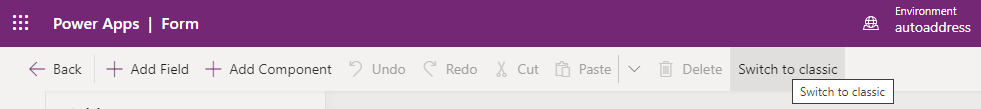 Power Apps | Form
Environment
autoaddress
Back
Add Field
Add Component
Undo
Redo
Cut
Paste
Delete
Switch to classic
Switch to classic